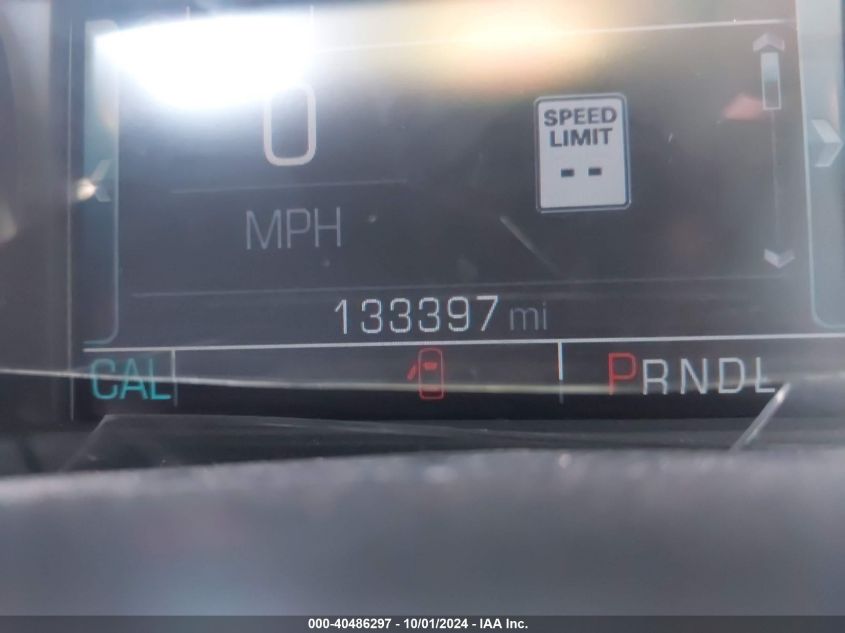 0
SPEED
LIMIT
--
MPH
133397 mi
CAL
PRNDL
000-40486297 - 10/01/2024 - IAA Inc.